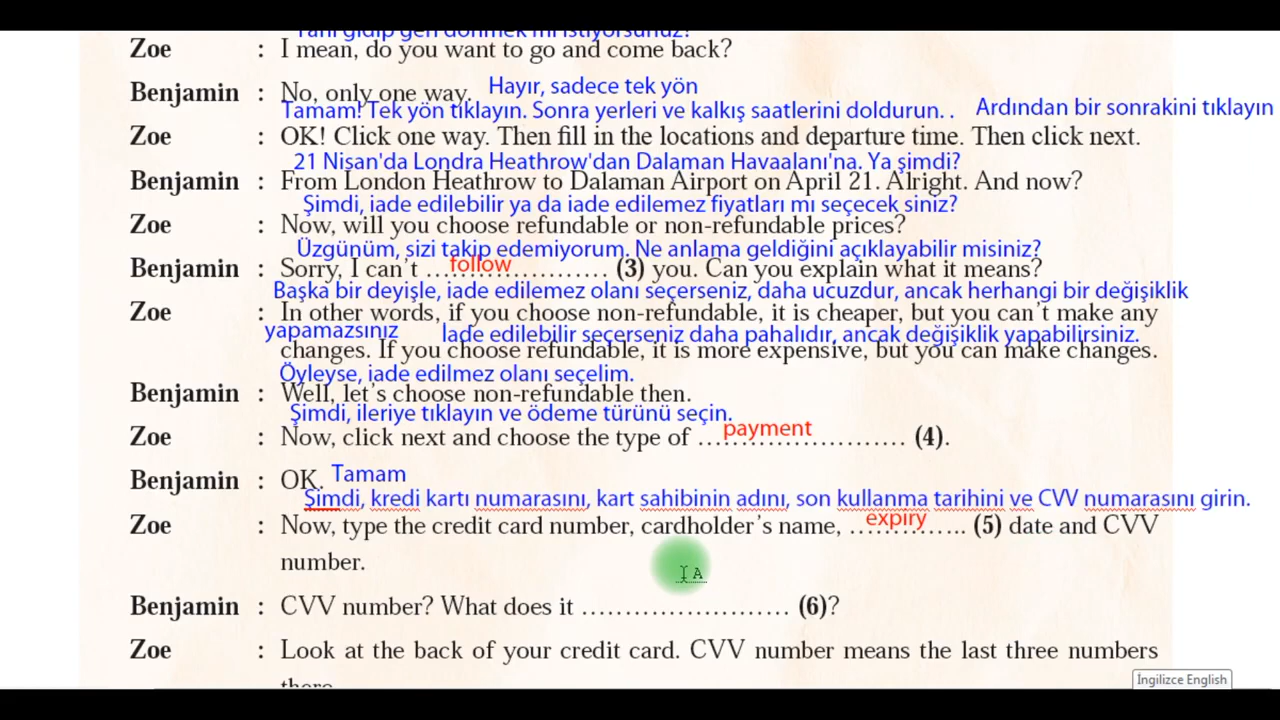 Yani gidip geri dönmek mi istiyorsunuz?
Zoe : I mean, do you want to go and come back?
Benjamin : No, only one way. Hayır, sadece tek yön
Tamam! Tek yön tıklayın. Sonra yerleri ve kalkış saatlerini doldurun. . Ardından bir sonrakini tıklayın
Zoe : OK! Click one way. Then fill in the locations and departure time. Then click next.
21 Nisan'da Londra Heathrow'dan Dalaman Havaalanı'na. Ya şimdi?
Benjamin : From London Heathrow to Dalaman Airport on April 21. Alright. And now?
Şimdi, iade edilebilir ya da iade edilemez fiyatları mı seçecek siniz?
Zoe : Now, will you choose refundable or non-refundable prices?
Üzgünüm, sizi takip edemiyorum. Ne anlama geldiğini açıklayabilir misiniz?
Benjamin : Sorry, I can't ...follow.................. (3) you. Can you explain what it means?
Başka bir deyişle, iade edilemez olanı seçerseniz, daha ucuzdur, ancak herhangi bir değişiklik
Zoe : In other words, if you choose non-refundable, it is cheaper, but you can't make any
yapamazsınız İade edilebilir seçerseniz daha pahalıdır, ancak değişiklik yapabilirsiniz.
changes. If you choose refundable, it is more expensive, but you can make changes.
Öyleyse, iade edilmez olanı seçelim.
Benjamin : Well, let's choose non-refundable then.
Şimdi, ileriye tıklayın ve ödeme türünü seçin.
Zoe : Now, click next and choose the type of ...payment.................. (4).
Benjamin : OK. Tamam
Şimdi, kredi kartı numarasını, kart sahibinin adını, son kullanma tarihini ve CVV numarasını girin.
Zoe : Now, type the credit card number, cardholder's name, ..expiry......... (5) date and CVV
number.
A
Benjamin : CVV number? What does it ........................ (6)?
Zoe : Look at the back of your credit card. CVV number means the last three numbers
there.
İngilizce English